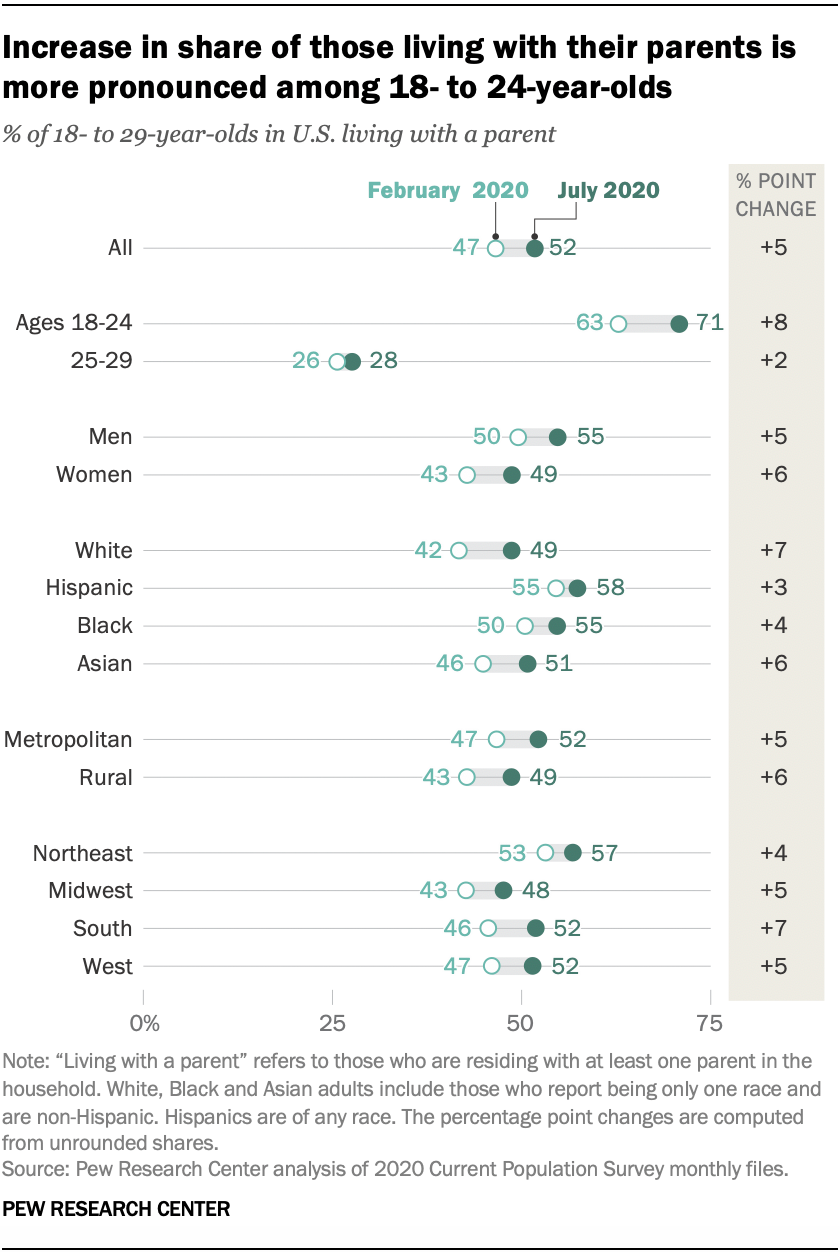 Increase in share of those living with their parents is
more pronounced among 18- to 24-year-olds
% of 18- to 29-year-olds in U.S. living with a parent
% POINT
CHANGE
February 2020 July 2020
All 47 52 +5
Ages 18-24 63 71 +8
25-29 26 28 +2
Men 50 55 +5
Women 43 49 +6
White 42 49 +7
Hispanic 55 58 +3
Black 50 55 +4
Asian 46 51 +6
Metropolitan 47 52 +5
Rural 43 49 +6
Northeast 53 57 +4
Midwest 43 48 +5
South 46 52 +7
West 47 52 +5
0% 25 50 75
Note: “Living with a parent” refers to those who are residing with at least one parent in the
household. White, Black and Asian adults include those who report being only one race and
are non-Hispanic. Hispanics are of any race. The percentage point changes are computed
from unrounded shares.
Source: Pew Research Center analysis of 2020 Current Population Survey monthly files.
PEW RESEARCH CENTER